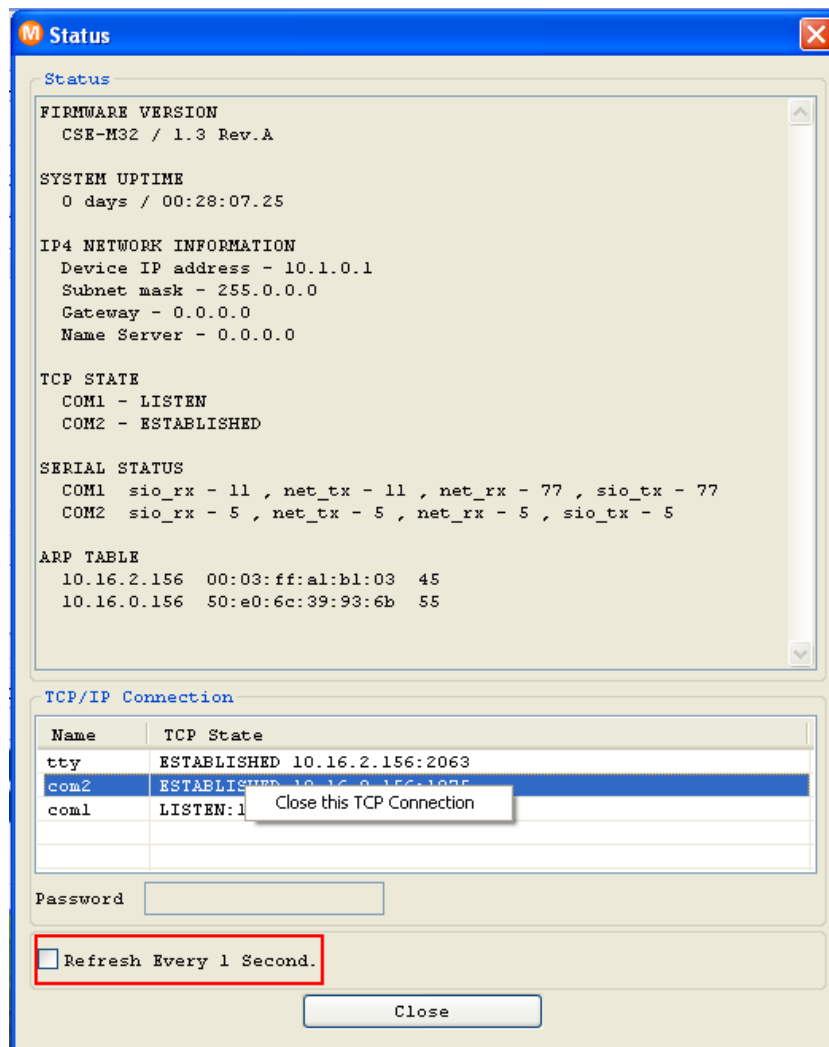 M Status
Status
FIRMWARE VERSION
CSE-M32 / 1.3 Rev.A
SYSTEM UPTIME
0 days / 00:28:07.25
IP4 NETWORK INFORMATION
Device IP address - 10.1.0.1
Subnet mask - 255.0.0.0
Gateway - 0.0.0.0
Name Server - 0.0.0.0
TCP STATE
COM1 - LISTEN
COM2 - ESTABLISHED
SERIAL STATUS
COM1 sio_rx - 11 , net_tx - 11 , net_rx - 77 , sio_tx - 77
COM2 sio_rx - 5 , net_tx - 5 , net_rx - 5 , sio_tx - 5
ARP TABLE
10.16.2.156 00:03:ff:a1:b1:03 45
10.16.0.156 50:e0:6c:39:93:6b 55
TCP/IP Connection
Name TCP State
tty ESTABLISHED 10.16.2.156:2063
com2
Close this TCP Connection
com1 LISTEN:1
Password
Refresh Every 1 Second.
Close